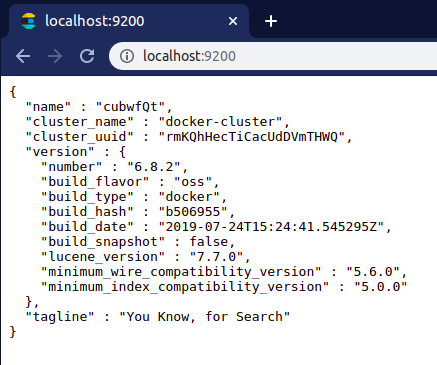 localhost:9200
localhost:9200
{
  "name" : "cubwfQt",
  "cluster_name" : "docker-cluster",
  "cluster_uuid" : "rmKQhHecTiCacUdDVmTHWQ",
  "version" : {
    "number" : "6.8.2",
    "build_flavor" : "oss",
    "build_type" : "docker",
    "build_hash" : "b506955",
    "build_date" : "2019-07-24T15:24:41.545295Z",
    "build_snapshot" : false,
    "lucene_version" : "7.7.0",
    "minimum_wire_compatibility_version" : "5.6.0",
    "minimum_index_compatibility_version" : "5.0.0"
  },
  "tagline" : "You Know, for Search"
}